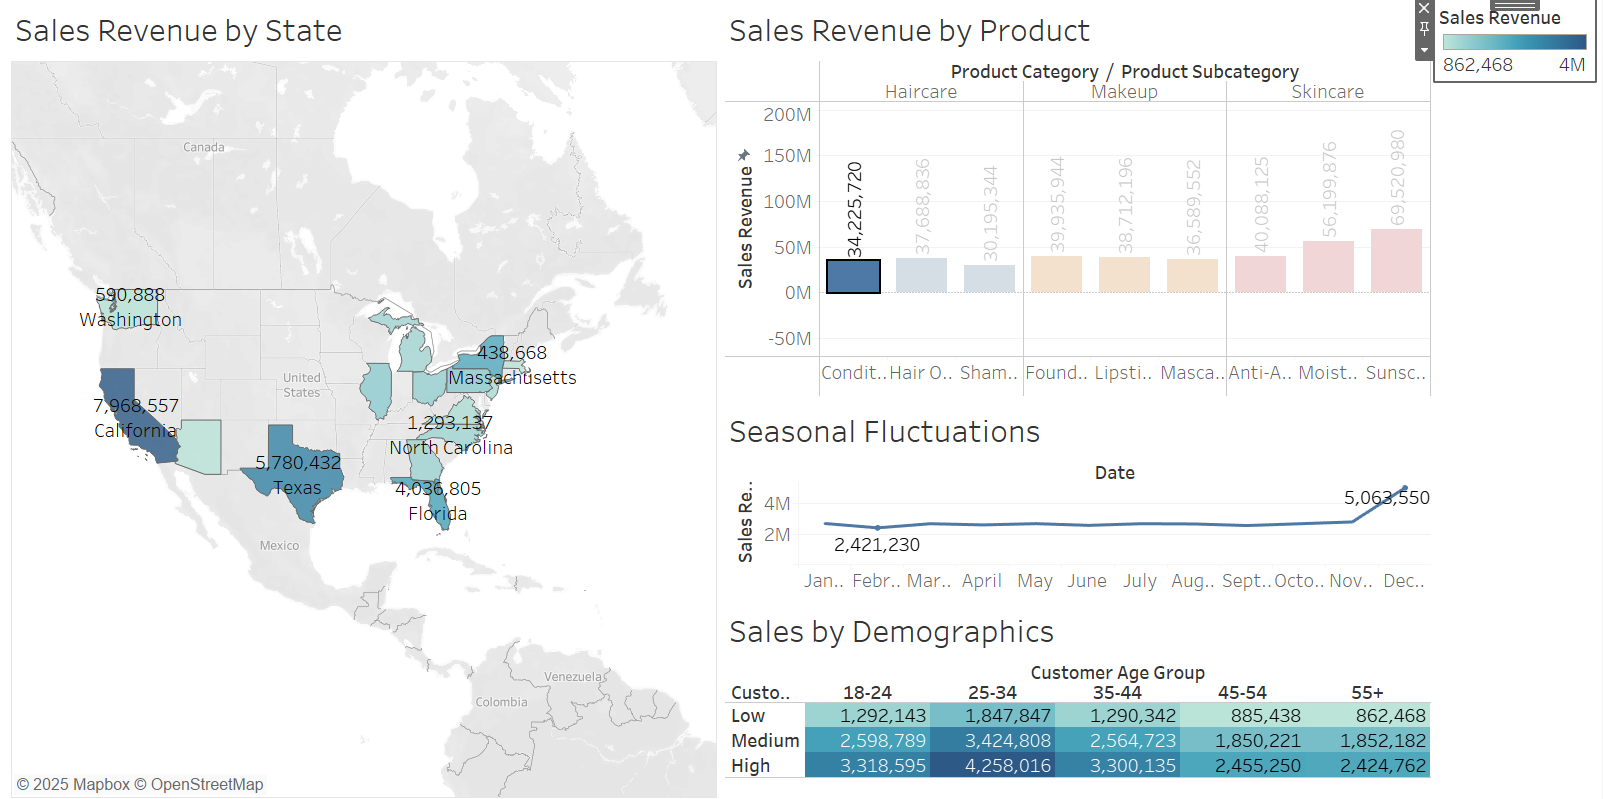 Sales Revenue by State
Canada
United
States
Mexico
Venezuela
Colombia
590,888
Washington
438,668
Massachusetts
7,968,557
California
1,293,137
North Carolina
5,780,432
Texas
4,036,805
Florida
© 2025 Mapbox © OpenStreetMap
Sales Revenue by Product
Product Category / Product Subcategory
Haircare Makeup Skincare
Sales Revenue
200M
150M
100M
50M
0M
-50M
34,225,720
37,688,836
30,195,344
39,935,944
38,712,196
36,589,552
40,088,125
56,199,876
69,520,980
Condit.. Hair O.. Sham.. Found.. Lipsti.. Masca.. Anti-A.. Moist.. Sunsc..
Seasonal Fluctuations
Date
Sales Re..
4M
2M
5,063,550
2,421,230
Jan.. Febr.. Mar.. April May June July Aug.. Sept.. Octo.. Nov.. Dec..
Sales by Demographics
Customer Age Group
Custo.. 18-24 25-34 35-44 45-54 55+
Low 1,292,143 1,847,847 1,290,342 885,438 862,468
Medium 2,598,789 3,424,808 2,564,723 1,850,221 1,852,182
High 3,318,595 4,258,016 3,300,135 2,455,250 2,424,762
Sales Revenue
862,468 4M